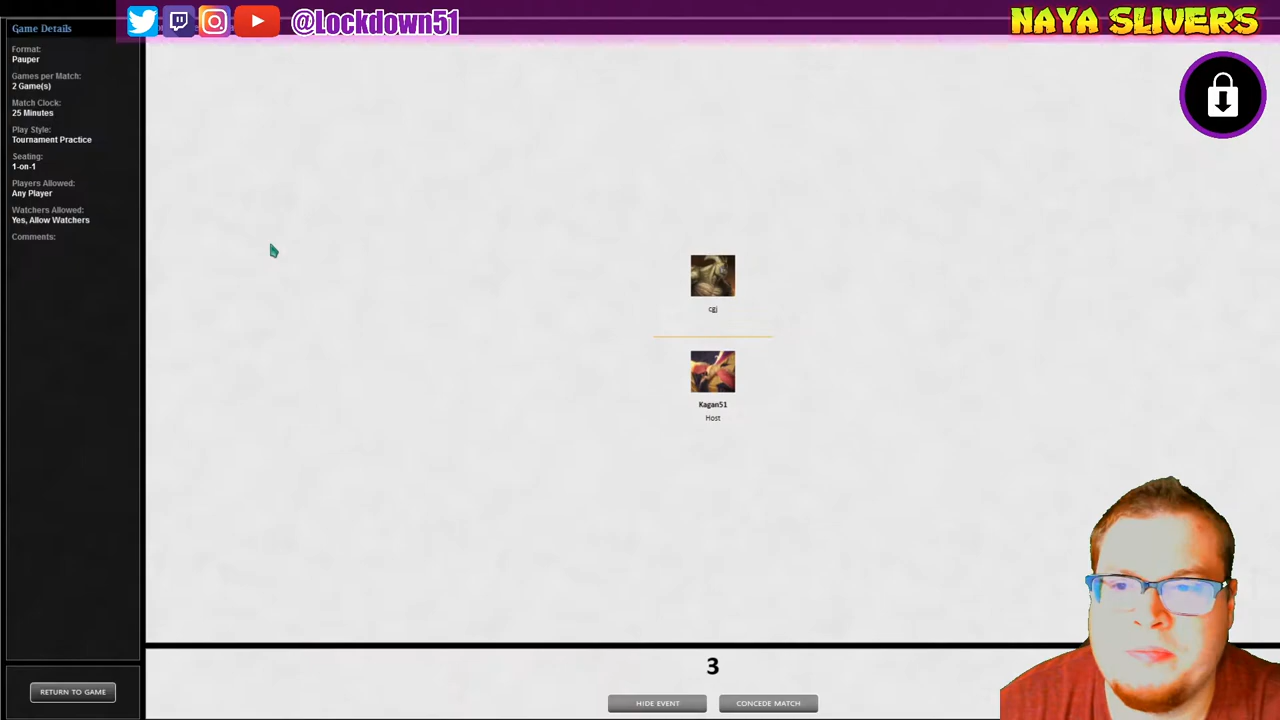 @Lockdown51
NAYA SLIVERS
Game Details
Format:
Pauper
Games per Match:
2 Game(s)
Match Clock:
25 Minutes
Play Style:
Tournament Practice
Seating:
1-on-1
Players Allowed:
Any Player
Watchers Allowed:
Yes, Allow Watchers
Comments:
cgj
Kagan51
Host
3
RETURN TO GAME
HIDE EVENT
CONCEDE MATCH